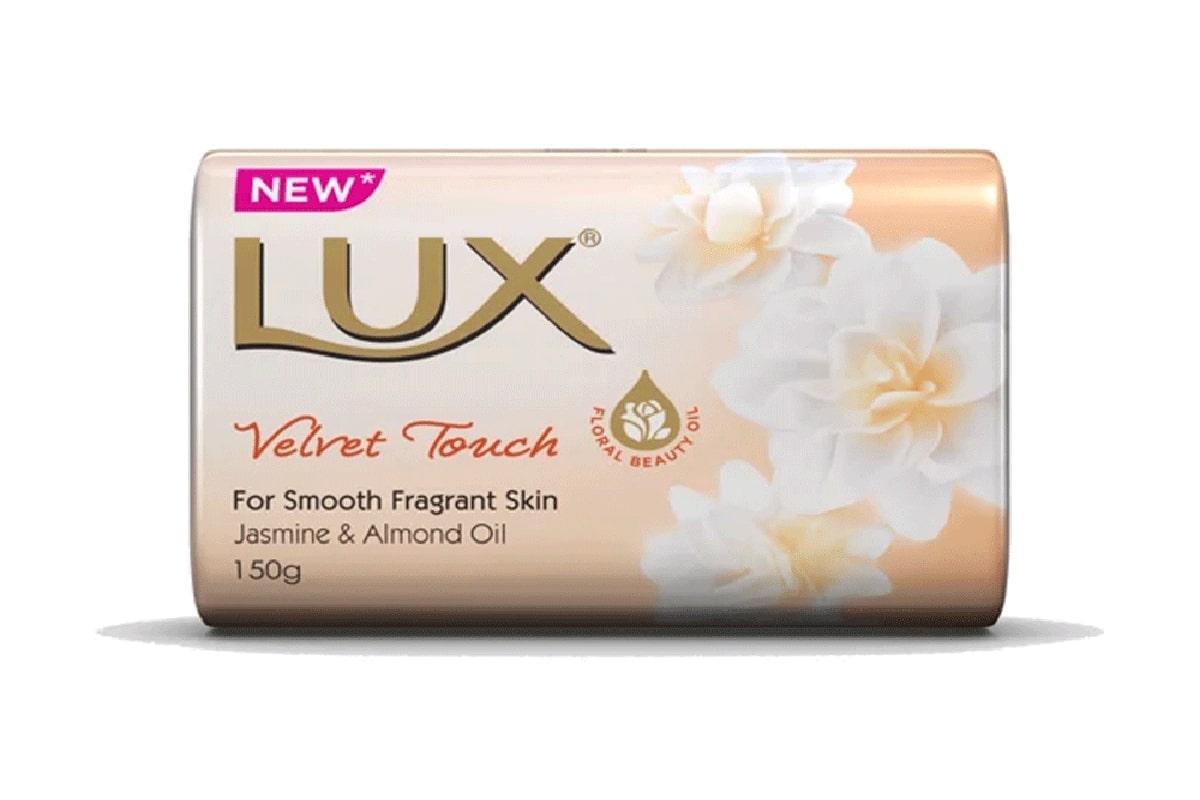 NEW*
LUX®
Velvet Touch
FLORAL BEAUTY OIL
For Smooth Fragrant Skin
Jasmine & Almond Oil
150g